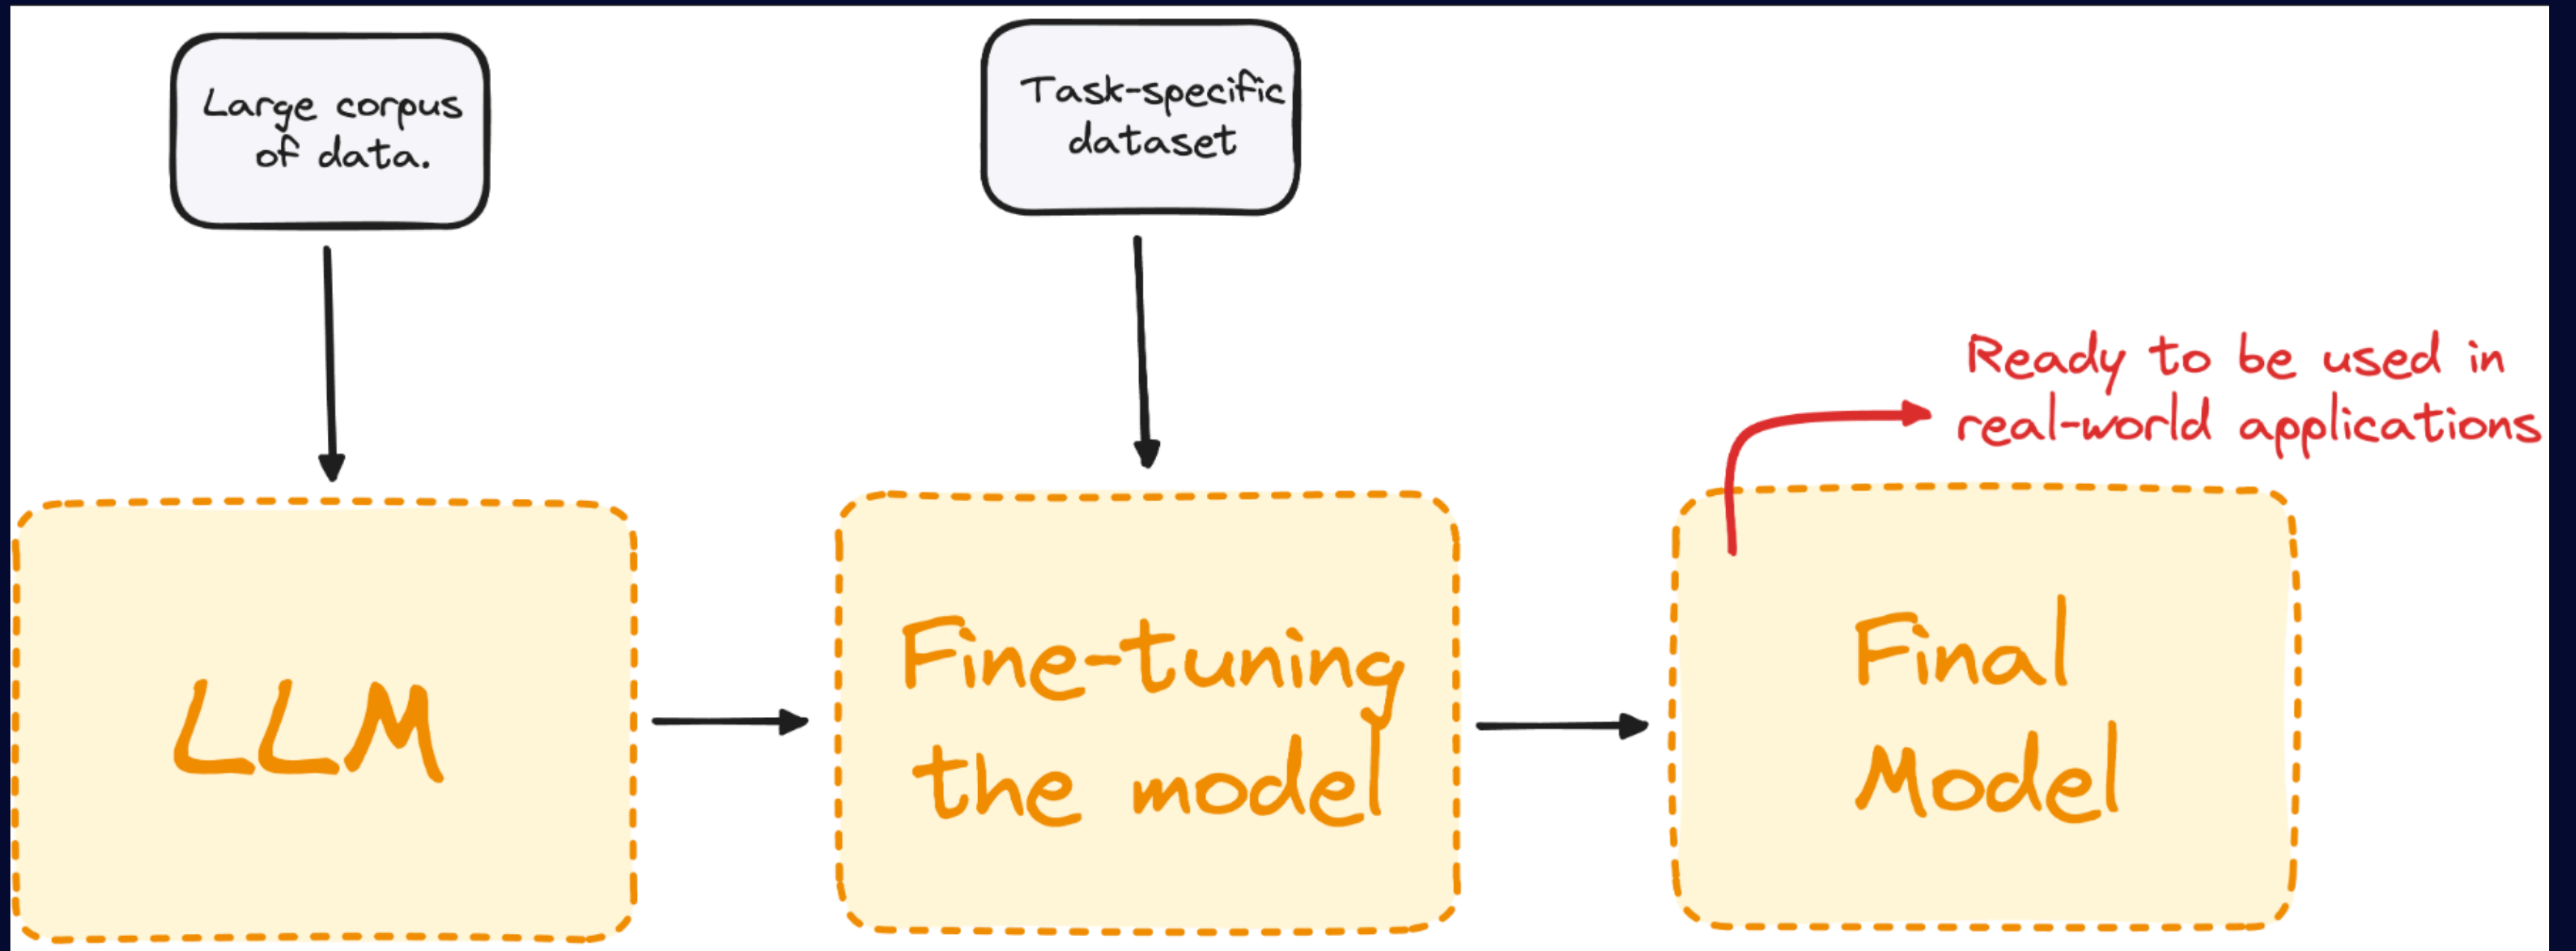 Large corpus
of data.
Task-specific
dataset
Ready to be used in
real-world applications
LLM
Fine-tuning
the model
Final
Model